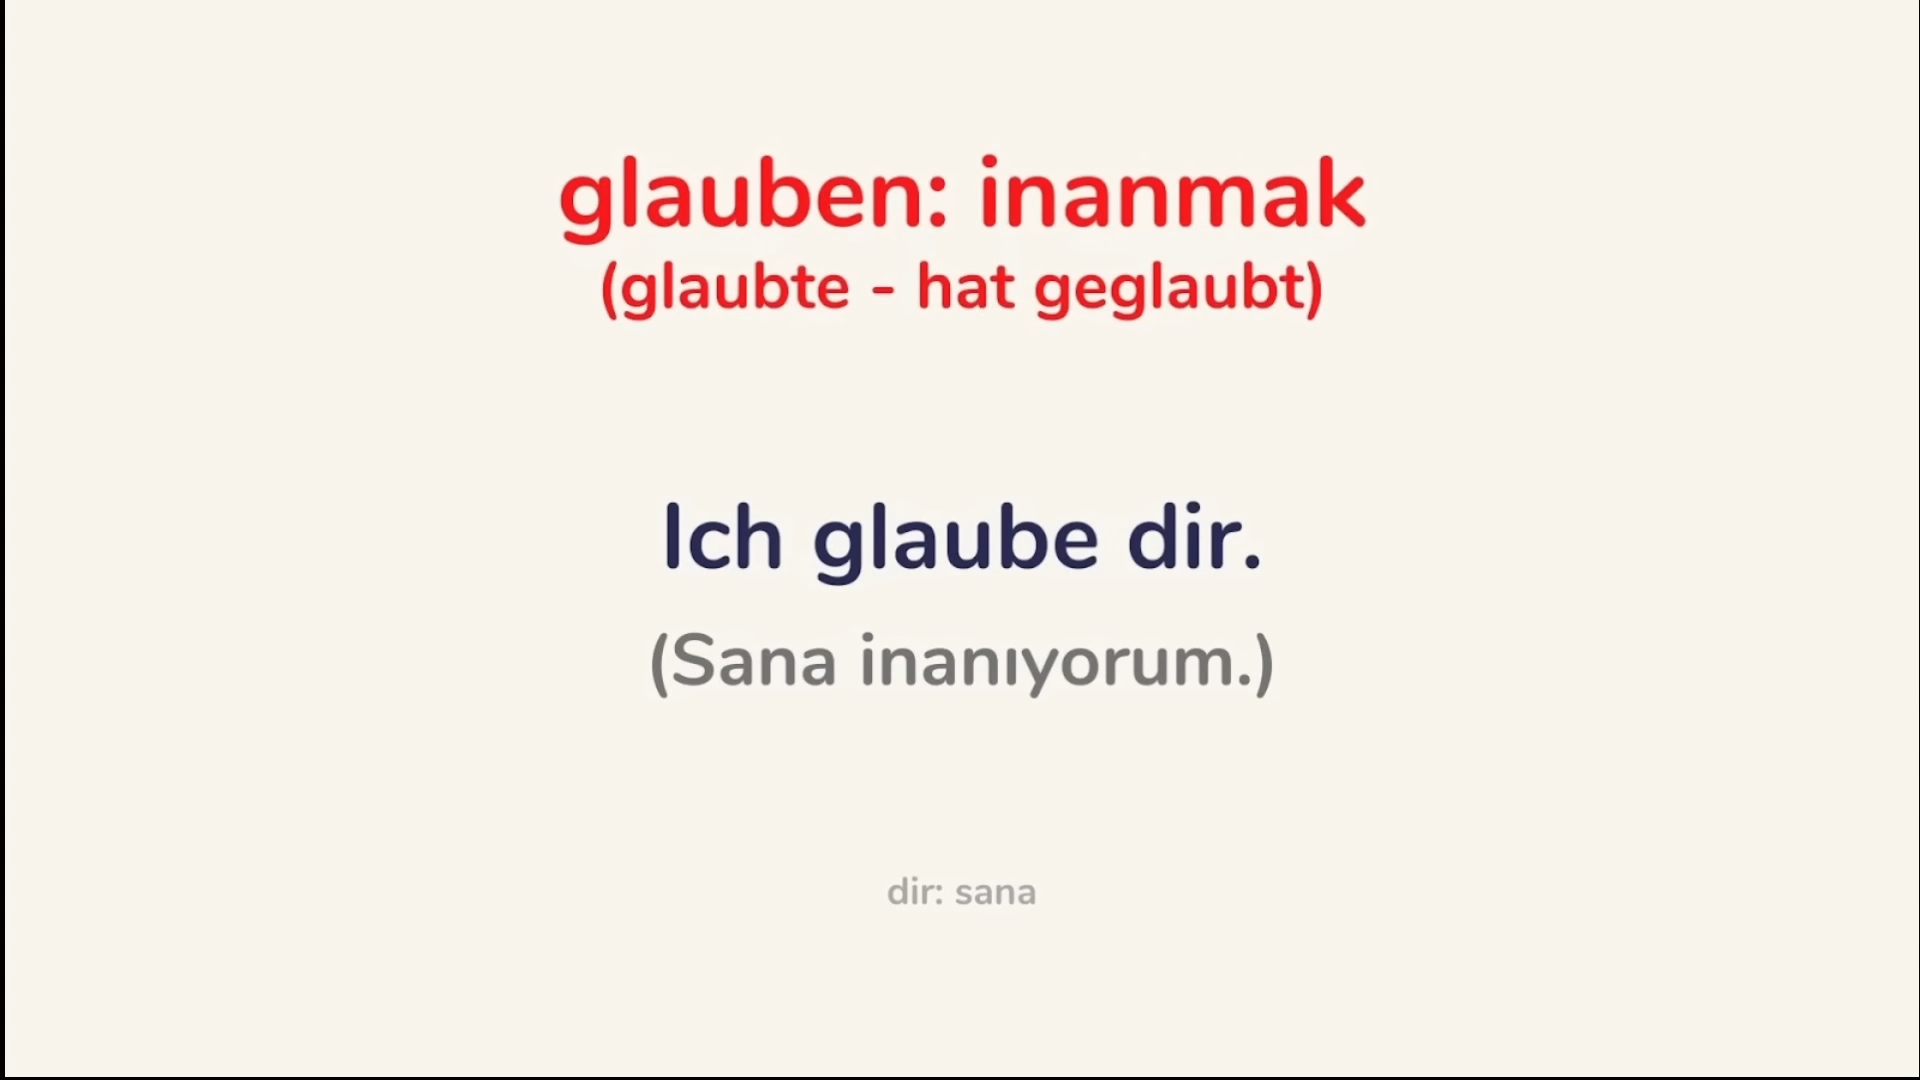 glauben: inanmak
(glaubte - hat geglaubt)
Ich glaube dir.
(Sana inanıyorum.)
dir: sana